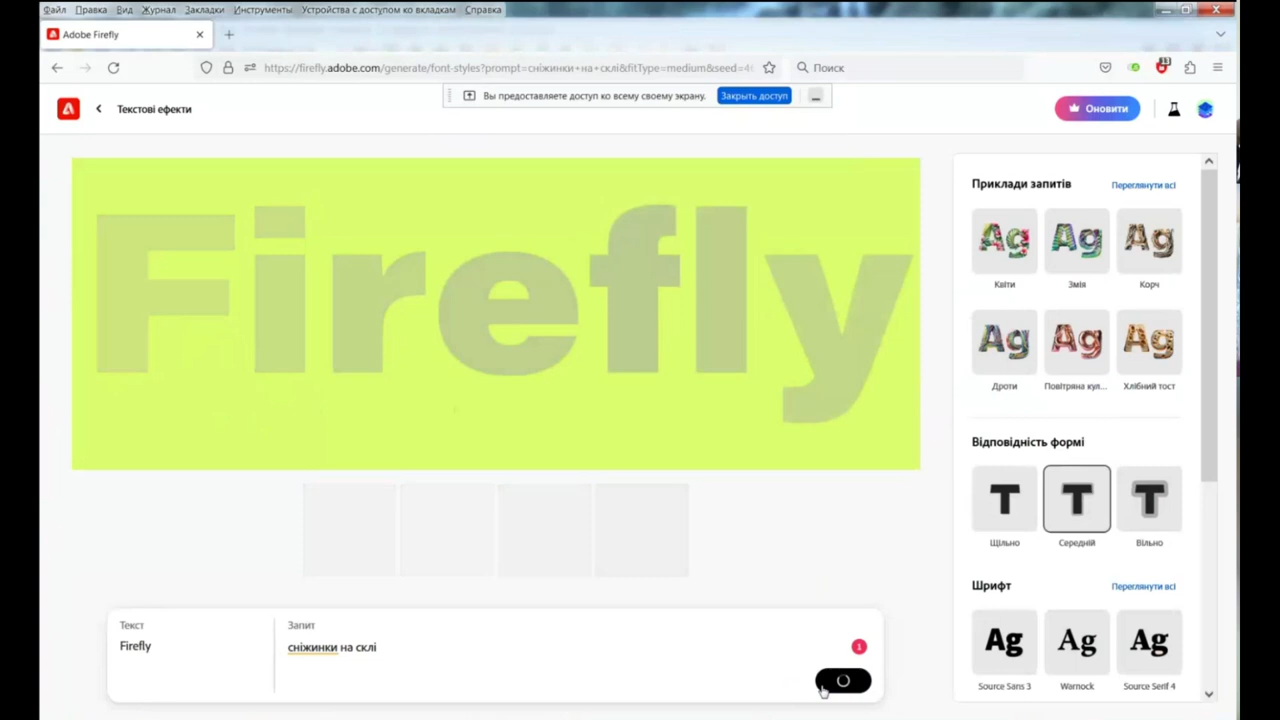 Файл Правка Вид Журнал Закладки Инструменты Устройства с доступом ко вкладкам Справка
Adobe Firefly
https://firefly.adobe.com/generate/font-styles?prompt=сніжинки+на+склі&fitType=medium&seed=4
Поиск
13
Вы предоставляете доступ ко всему своему экрану. Закрыть доступ
Текстові ефекти
Оновити
Firefly
Приклади запитів Переглянути всі
Ag Ag Ag
Квіти Змія Корч
Ag Ag Ag
Дроти Повітряна кул... Хлібний тост
Відповідність формі
T T T
Щільно Середній Вільно
Шрифт Переглянути всі
Ag Ag Ag
Source Sans 3 Warnock Source Serif 4
Текст Запит
Firefly сніжинки на склі
1